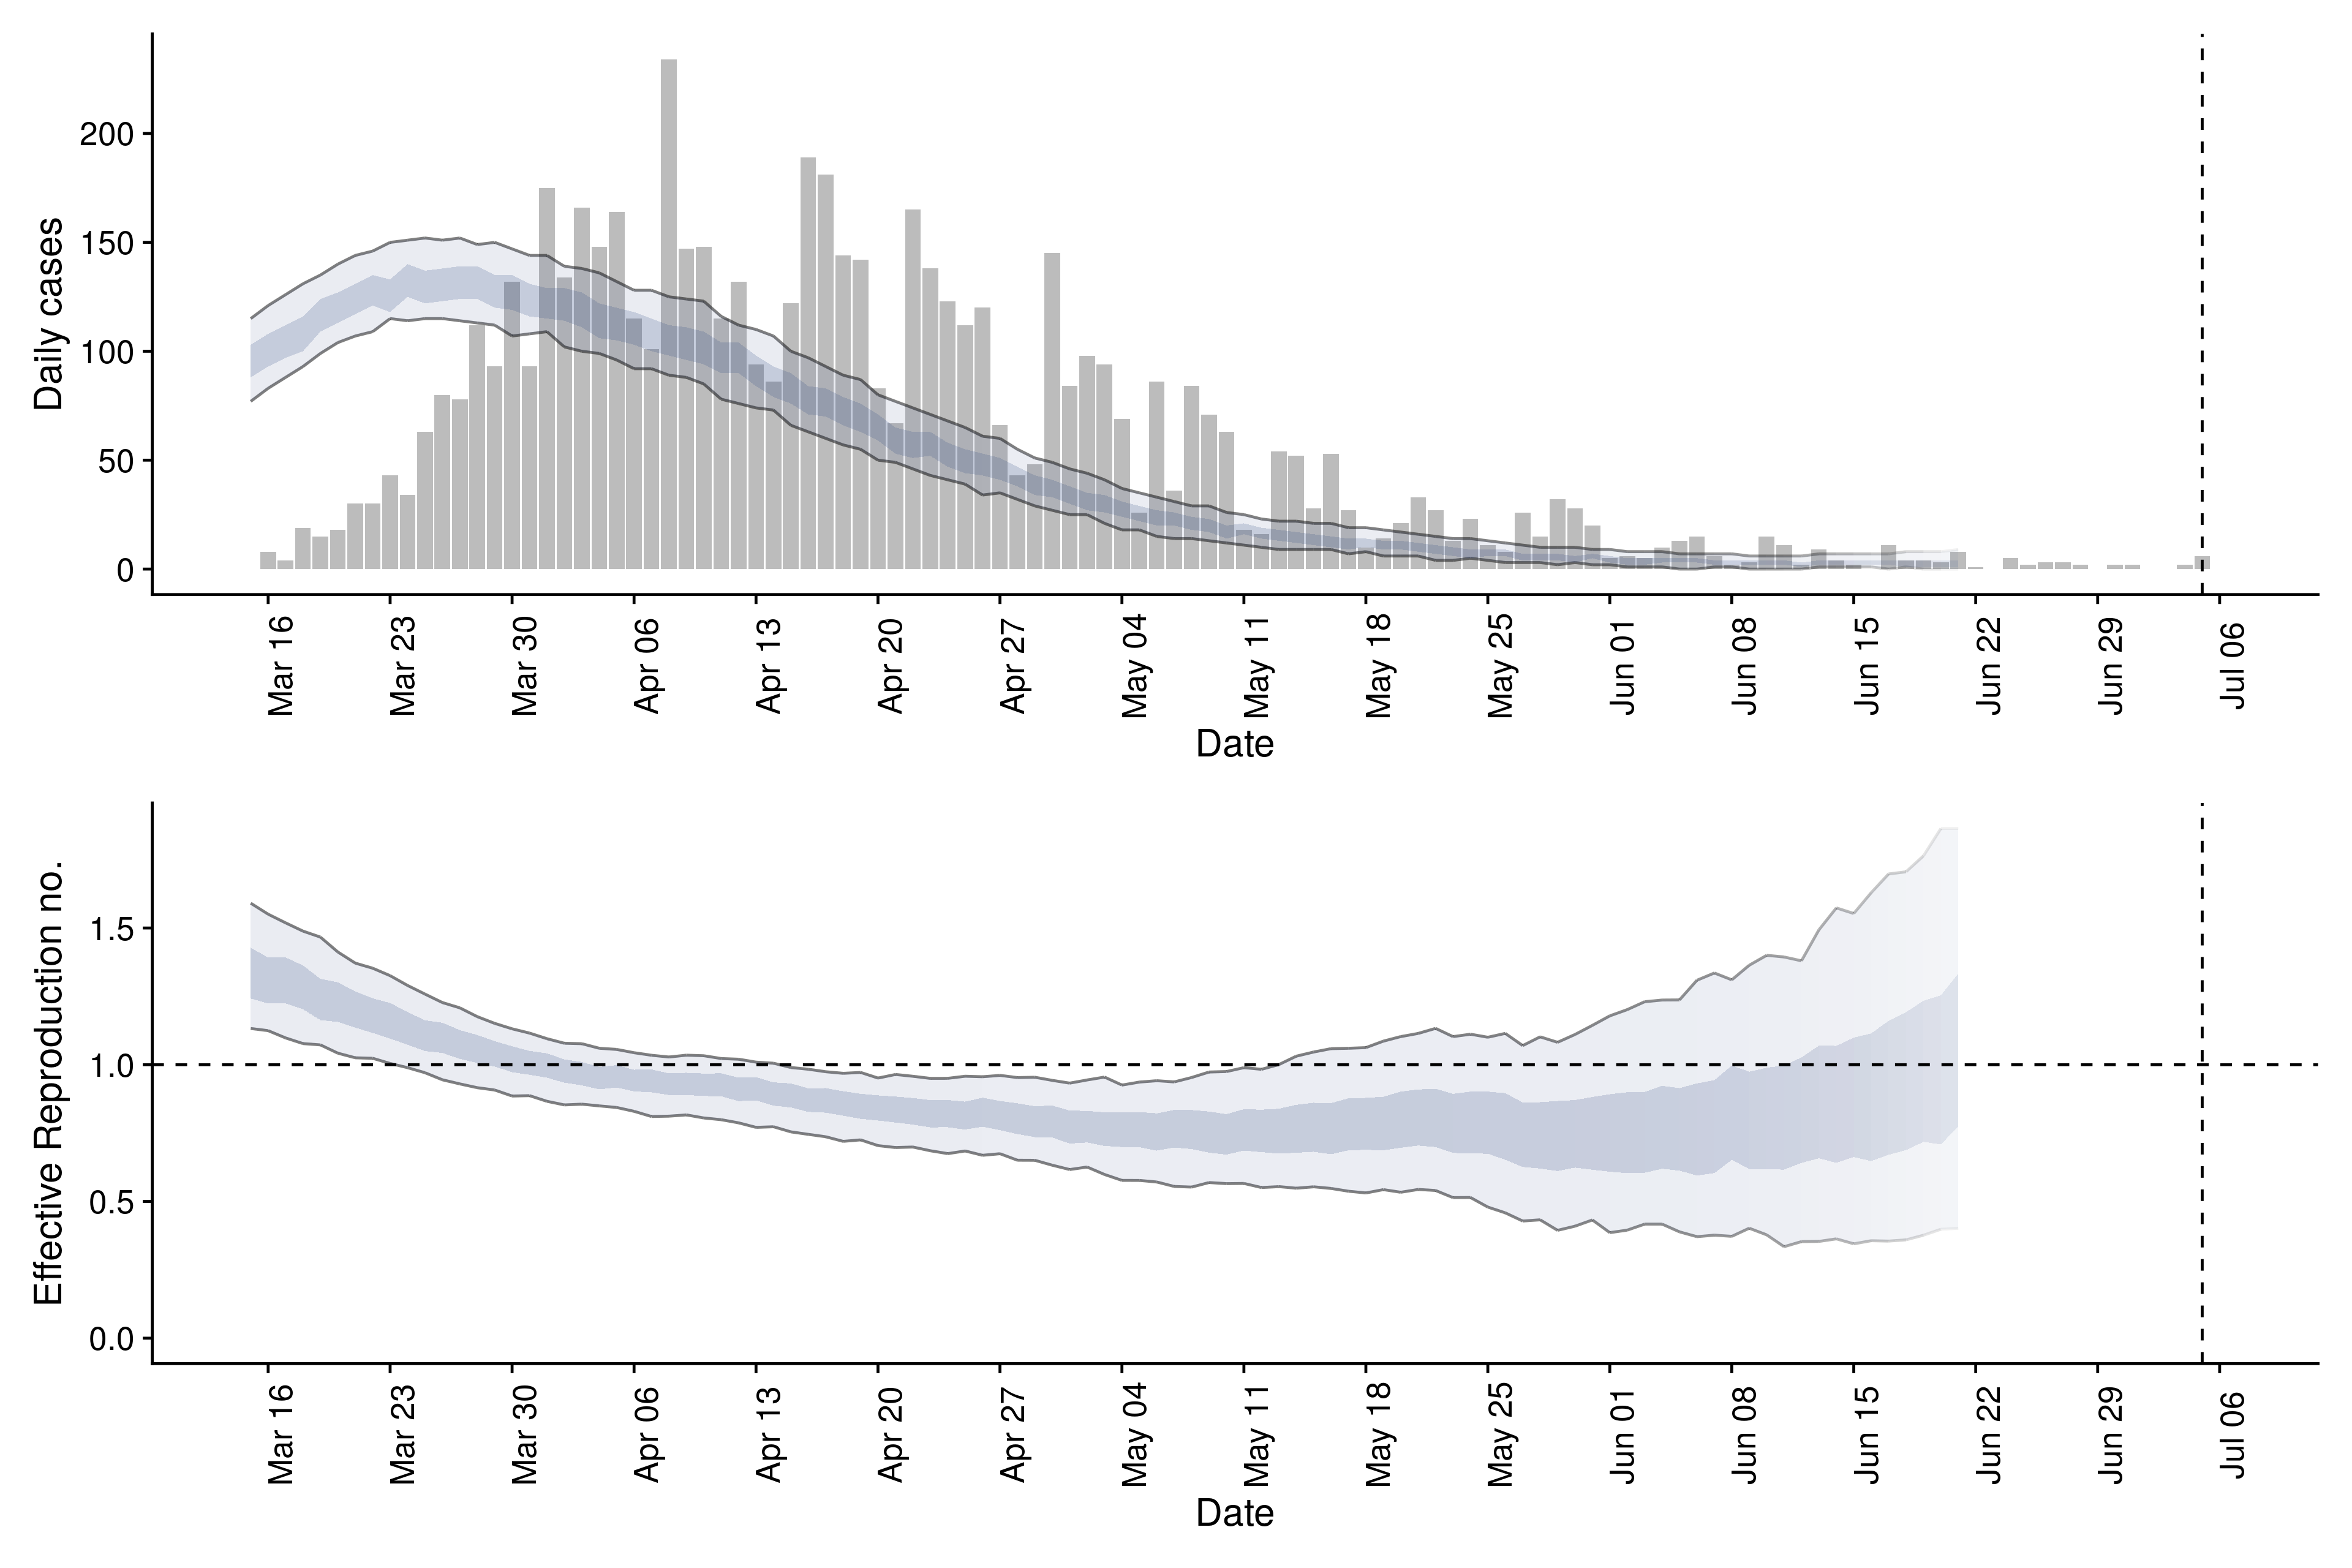 Daily cases
200
150
100
50
0
Mar 16
Mar 23
Mar 30
Apr 06
Apr 13
Apr 20
Apr 27
May 04
May 11
May 18
May 25
Jun 01
Jun 08
Jun 15
Jun 22
Jun 29
Jul 06
Date
Effective Reproduction no.
1.5
1.0
0.5
0.0
Mar 16
Mar 23
Mar 30
Apr 06
Apr 13
Apr 20
Apr 27
May 04
May 11
May 18
May 25
Jun 01
Jun 08
Jun 15
Jun 22
Jun 29
Jul 06
Date